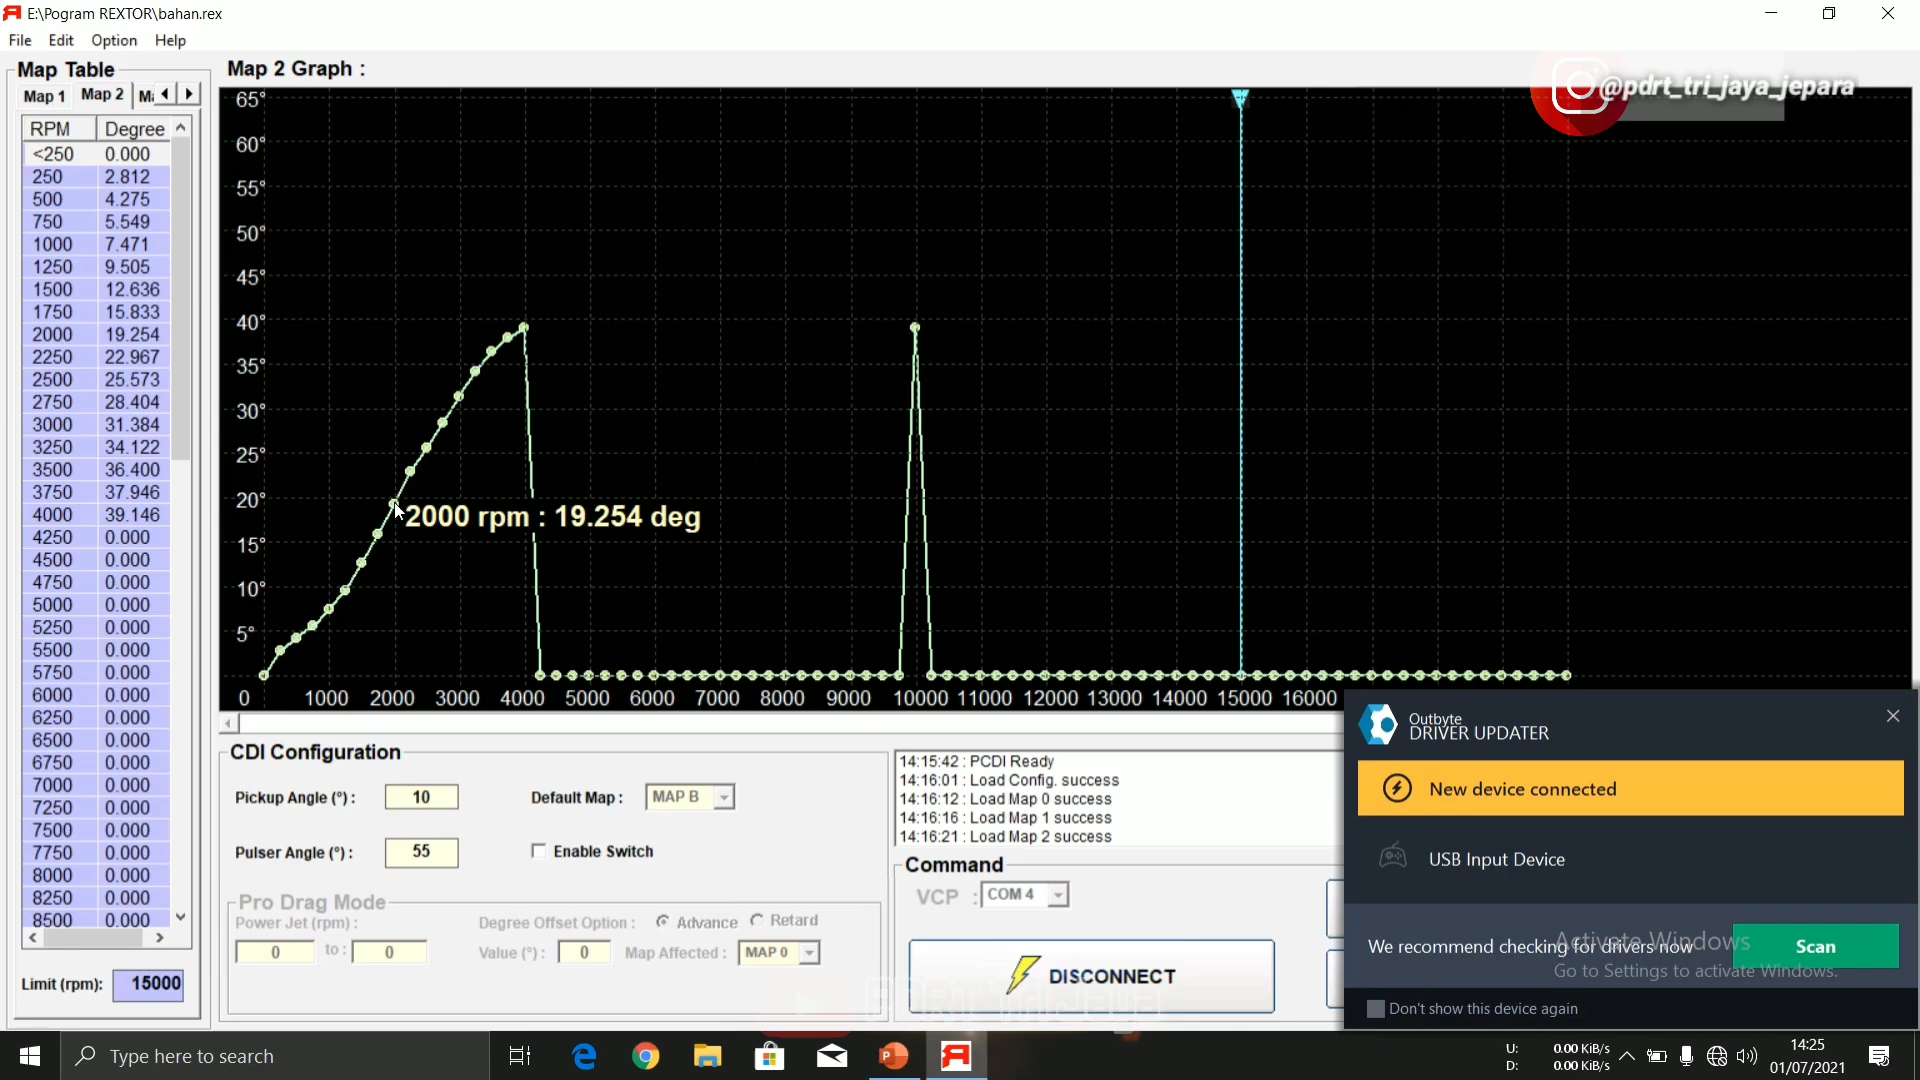 E:\Pogram REXTOR\bahan.rex
File Edit Option Help
Map Table
Map 1 Map 2
RPM Degree
<250 0.000
250 2.812
500 4.275
750 5.549
1000 7.471
1250 9.505
1500 12.636
1750 15.833
2000 19.254
2250 22.967
2500 25.573
2750 28.404
3000 31.384
3250 34.122
3500 36.400
3750 37.946
4000 39.146
4250 0.000
4500 0.000
4750 0.000
5000 0.000
5250 0.000
5500 0.000
5750 0.000
6000 0.000
6250 0.000
6500 0.000
6750 0.000
7000 0.000
7250 0.000
7500 0.000
7750 0.000
8000 0.000
8250 0.000
8500 0.000
Limit (rpm): 15000
Map 2 Graph :
@pdrt_tri_jaya_jepara
65°
60°
55°
50°
45°
40°
35°
30°
25°
20°
15°
10°
5°
2000 rpm : 19.254 deg
0 1000 2000 3000 4000 5000 6000 7000 8000 9000 10000 11000 12000 13000 14000 15000 16000
CDI Configuration
Pickup Angle (°) : 10
Default Map : MAP B
Pulser Angle (°) : 55
Enable Switch
Pro Drag Mode
Power Jet (rpm) :
0 to : 0
Degree Offset Option : Advance Retard
Value (°) : 0 Map Affected : MAP 0
14:15:42 : PCDI Ready
14:16:01 : Load Config. success
14:16:12 : Load Map 0 success
14:16:16 : Load Map 1 success
14:16:21 : Load Map 2 success
Command
VCP : COM 4
DISCONNECT
Outbyte
DRIVER UPDATER
New device connected
USB Input Device
We recommend checking for drivers now
Scan
Activate Windows
Go to Settings to activate Windows.
Don't show this device again
Type here to search
U: 0.00 KiB/s
D: 0.00 KiB/s
14:25
01/07/2021